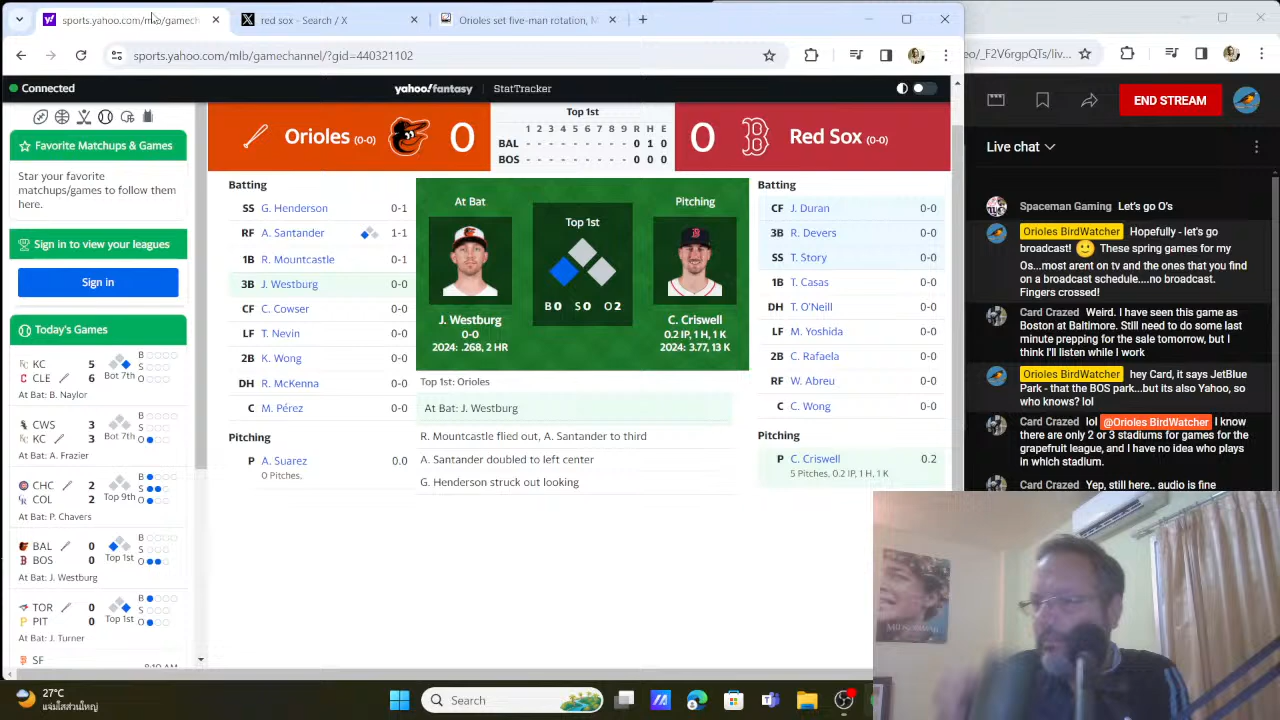 sports.yahoo.com/mlb/gamech
red sox - Search / X
Orioles set five-man rotation, M
sports.yahoo.com/mlb/gamechannel/?gid=440321102
eo/_F2V6rgpQTs/liv...
Connected
yahoo!fantasy
StatTracker
END STREAM
Live chat
Favorite Matchups & Games
Star your favorite
matchups/games to follow them
here.
Sign in to view your leagues
Sign in
Today's Games
KC 5
CLE 6
Bot 7th
B
S
O
At Bat: B. Naylor
CWS 3
KC 3
Bot 7th
B
S
O
At Bat: A. Frazier
CHC 2
COL 2
Top 9th
B
S
O
At Bat: P. Chavers
BAL 0
BOS 0
Top 1st
B
S
O
At Bat: J. Westburg
TOR 0
PIT 0
Top 1st
B
S
O
At Bat: J. Turner
SF
Orioles (0-0) 0
Top 1st
1 2 3 4 5 6 7 8 9 R H E
BAL - - - - - - - - - 0 1 0
BOS - - - - - - - - - 0 0 0
0 Red Sox (0-0)
Batting
SS G. Henderson 0-1
RF A. Santander 1-1
1B R. Mountcastle 0-1
3B J. Westburg 0-0
CF C. Cowser 0-0
LF T. Nevin 0-0
2B K. Wong 0-0
DH R. McKenna 0-0
C M. Pérez 0-0
Pitching
P A. Suarez 0.0
0 Pitches,
At Bat
J. Westburg
0-0
2024: .268, 2 HR
Top 1st
B 0 S 0 O 2
Pitching
C. Criswell
0.2 IP, 1 H, 1 K
2024: 3.77, 13 K
Top 1st: Orioles
At Bat: J. Westburg
R. Mountcastle flied out, A. Santander to third
A. Santander doubled to left center
G. Henderson struck out looking
Batting
CF J. Duran 0-0
3B R. Devers 0-0
SS T. Story 0-0
1B T. Casas 0-0
DH T. O'Neill 0-0
LF M. Yoshida 0-0
2B C. Rafaela 0-0
RF W. Abreu 0-0
C C. Wong 0-0
Pitching
P C. Criswell 0.2
5 Pitches, 0.2 IP, 1 H, 1 K
Spaceman Gaming Let's go O's
Orioles BirdWatcher Hopefully - let's go
broadcast! These spring games for my
Os...most arent on tv and the ones that you find
on a broadcast schedule....no broadcast.
Fingers crossed!
Card Crazed Weird. I have seen this game as
Boston at Baltimore. Still need to do some last
minute prepping for the sale tomorrow, but I
think I'll listen while I work
Orioles BirdWatcher hey Card, it says JetBlue
Park - that the BOS park...but its also Yahoo, so
who knows? lol
Card Crazed lol @Orioles BirdWatcher I know
there are only 2 or 3 stadiums for games for the
grapefruit league, and I have no idea who plays
in which stadium.
Card Crazed Yep, still here.. audio is fine
27°C
แจ่มใสส่วนใหญ่
Search